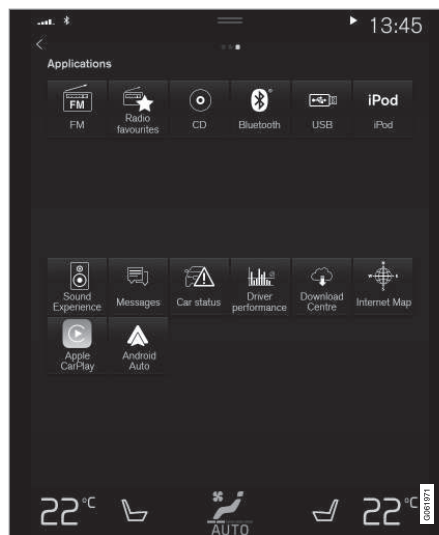 13:45
Applications
FM
FM
Radio
favourites
CD
Bluetooth
USB
iPod
iPod
Sound
Experience
Messages
Car status
Driver
performance
Download
Centre
Internet Map
Apple
CarPlay
Android
Auto
22°C
AUTO
22°C
G061971